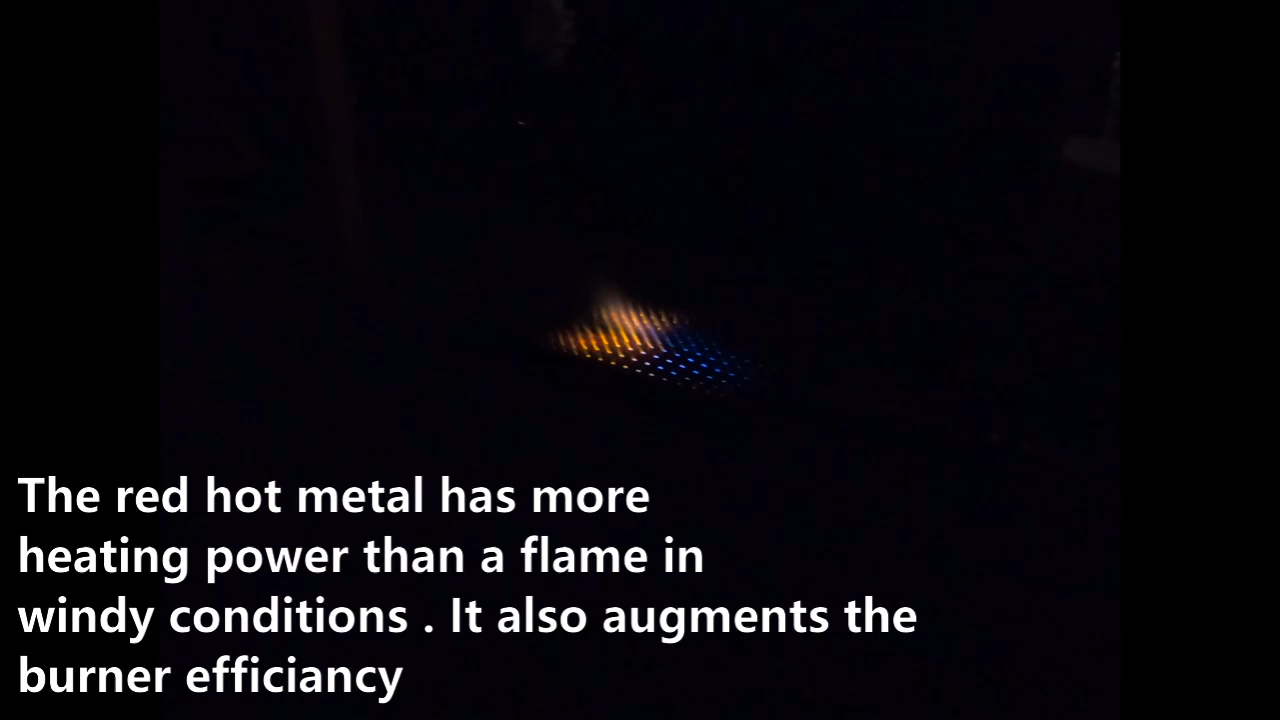 The red hot metal has more
heating power than a flame in
windy conditions . It also augments the
burner efficiancy